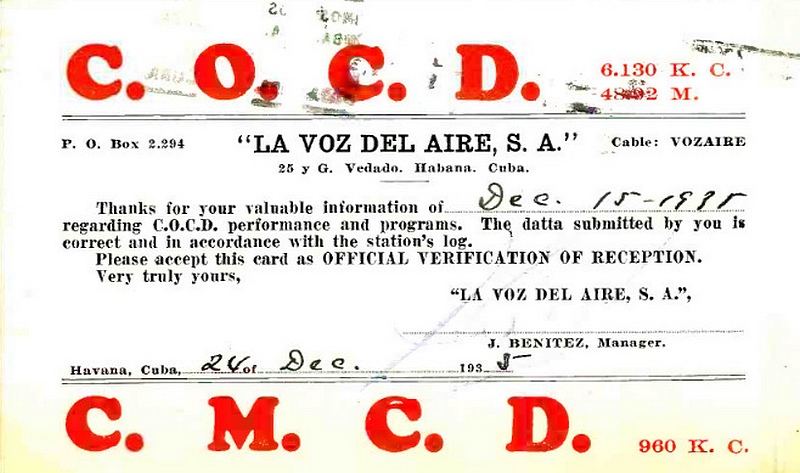 C. O. C. D.
6.130 K. C.
48.92 M.
P. O. Box 2.294
"LA VOZ DEL AIRE, S. A."
Cable: VOZAIRE
25 y G. Vedado. Habana. Cuba.
Thanks for your valuable information of Dec. 15-1935
regarding C.O.C.D. performance and programs. The datta submitted by you is
correct and in accordance with the station's log.
Please accept this card as OFFICIAL VERIFICATION OF RECEPTION.
Very truly yours,
"LA VOZ DEL AIRE, S. A.",
J. BENITEZ, Manager.
Havana, Cuba, 24 of Dec. 1935
C. M. C. D.
960 K. C.